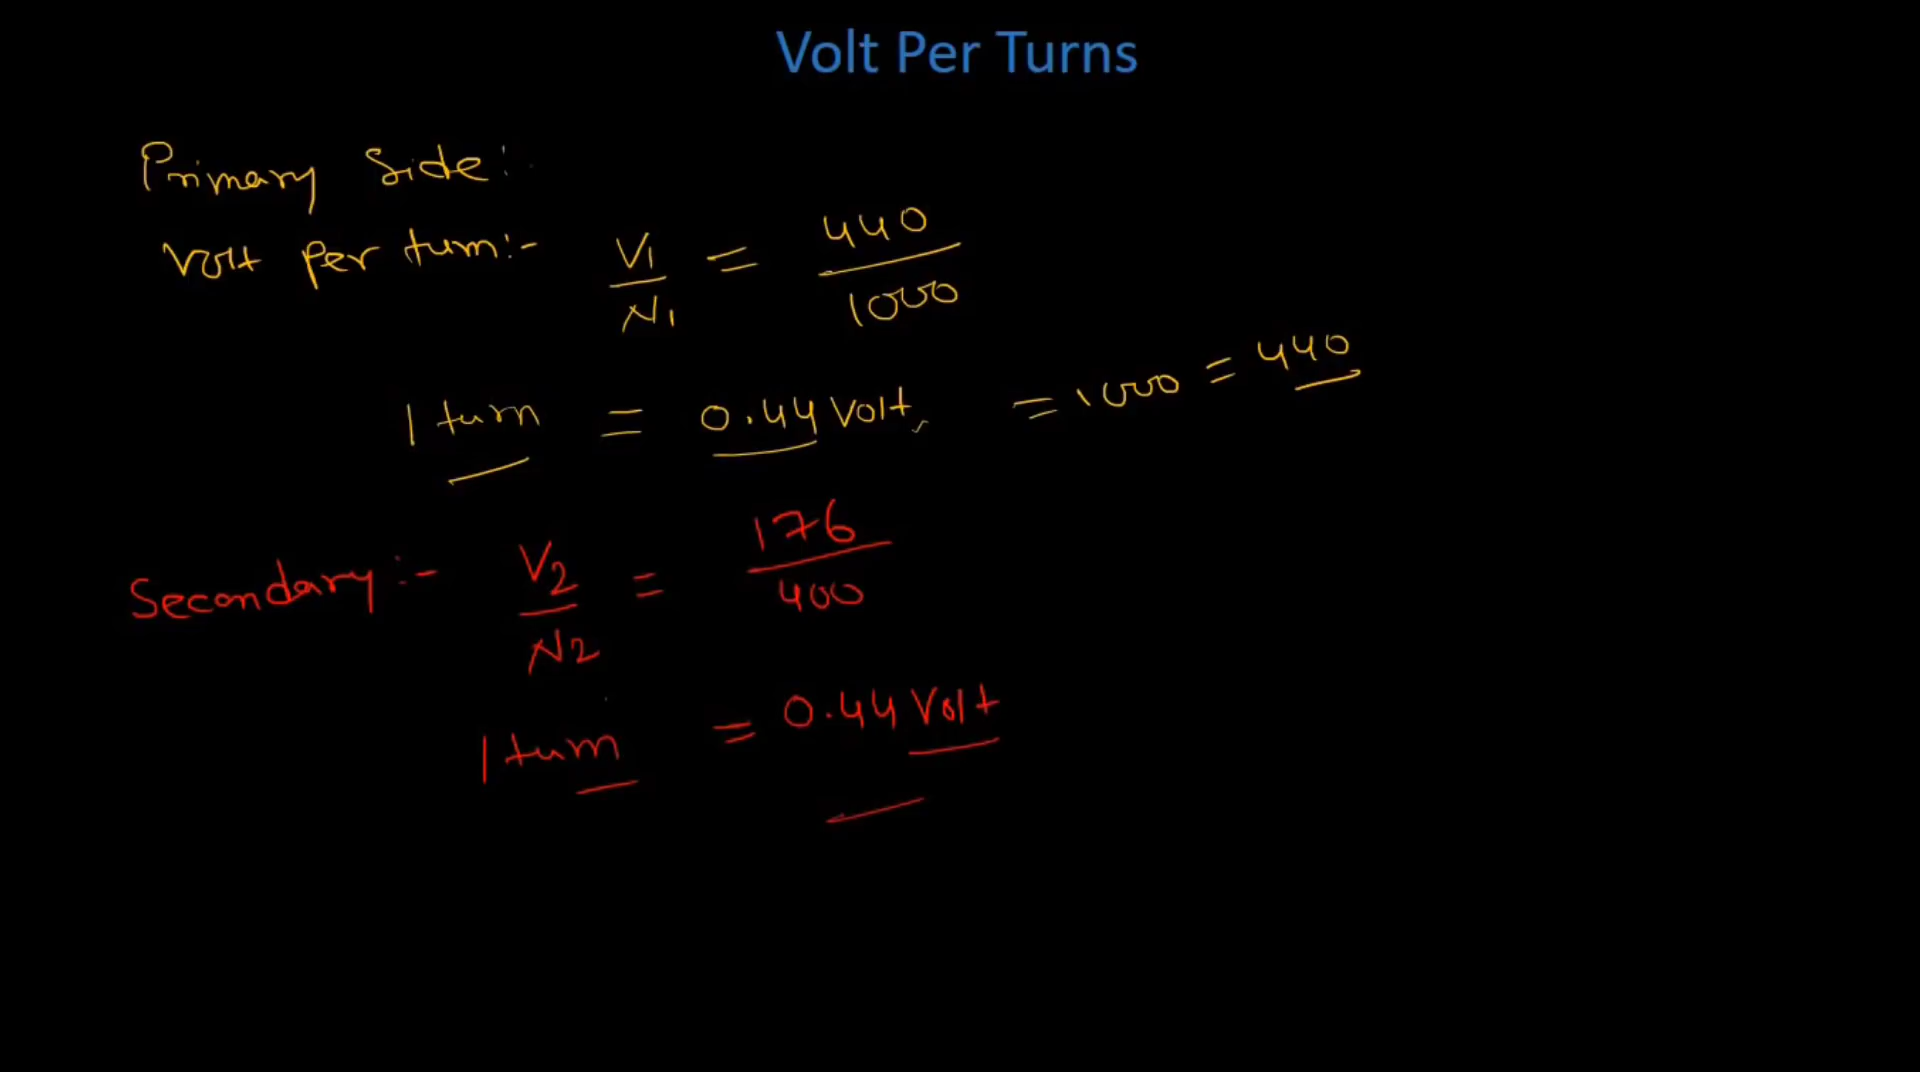 Volt Per Turns
Primary Side:
Volt per turn:- V1/N1 = 440/1000
1 turn = 0.44 Volt, = 1000 = 440
Secondary:- V2/N2 = 176/400
1 turn = 0.44 Volt